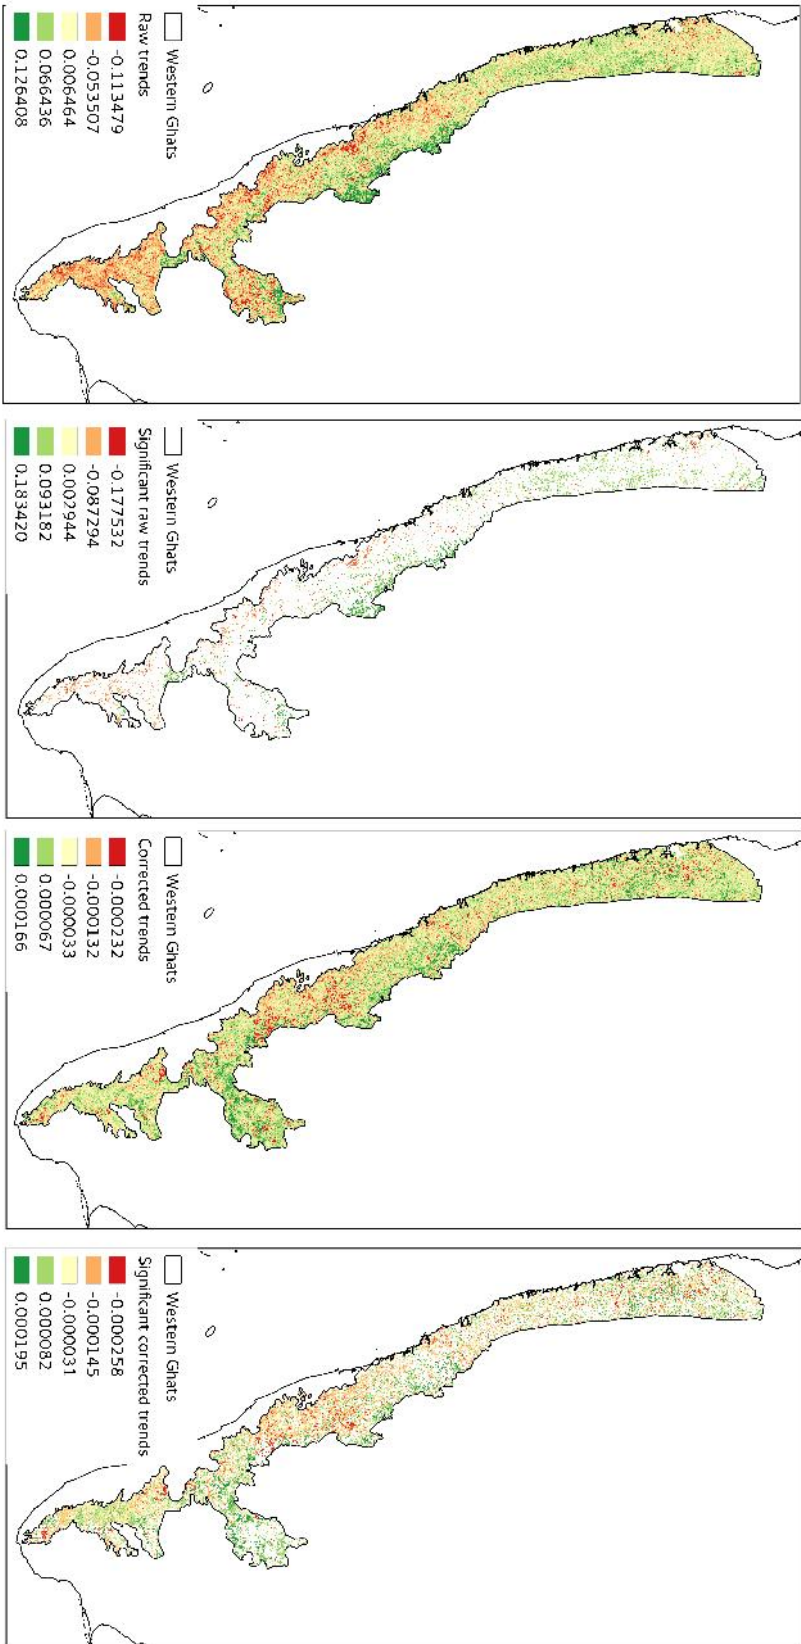 Western Ghats
Raw trends
-0.113479
-0.053507
0.006464
0.066436
0.126408
Western Ghats
Significant raw trends
-0.177532
-0.087294
0.002944
0.093182
0.183420
Western Ghats
Corrected trends
-0.000232
-0.000132
-0.000033
0.000067
0.000166
Western Ghats
Significant corrected trends
-0.000258
-0.000145
-0.000031
0.000082
0.000195